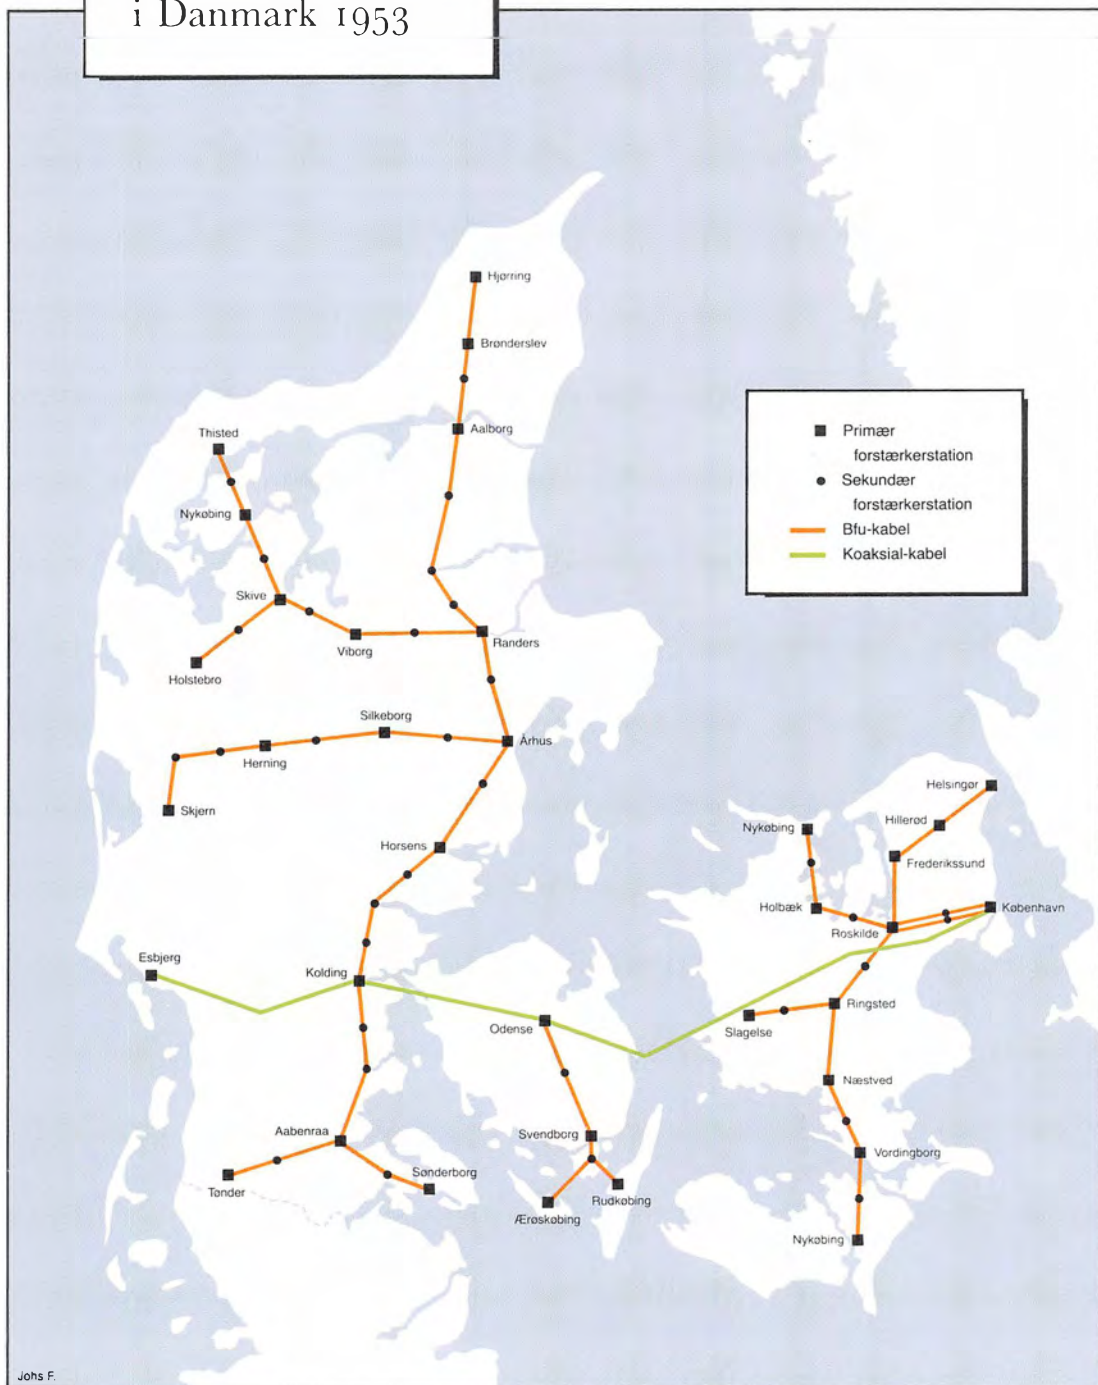 i Danmark 1953
Hjørring
Brønderslev
Aalborg
Thisted
Nykøbing
Skive
Viborg
Randers
Holstebro
Silkeborg
Århus
Herning
Skjern
Horsens
Esbjerg
Kolding
Odense
Aabenraa
Tønder
Sønderborg
Svendborg
Rudkøbing
Ærøskøbing
Primær
forstærkerstation
Sekundær
forstærkerstation
Bfu-kabel
Koaksial-kabel
Helsingør
Hillerød
Nykøbing
Frederikssund
Holbæk
København
Roskilde
Ringsted
Slagelse
Næstved
Vordingborg
Nykøbing
Johs F.